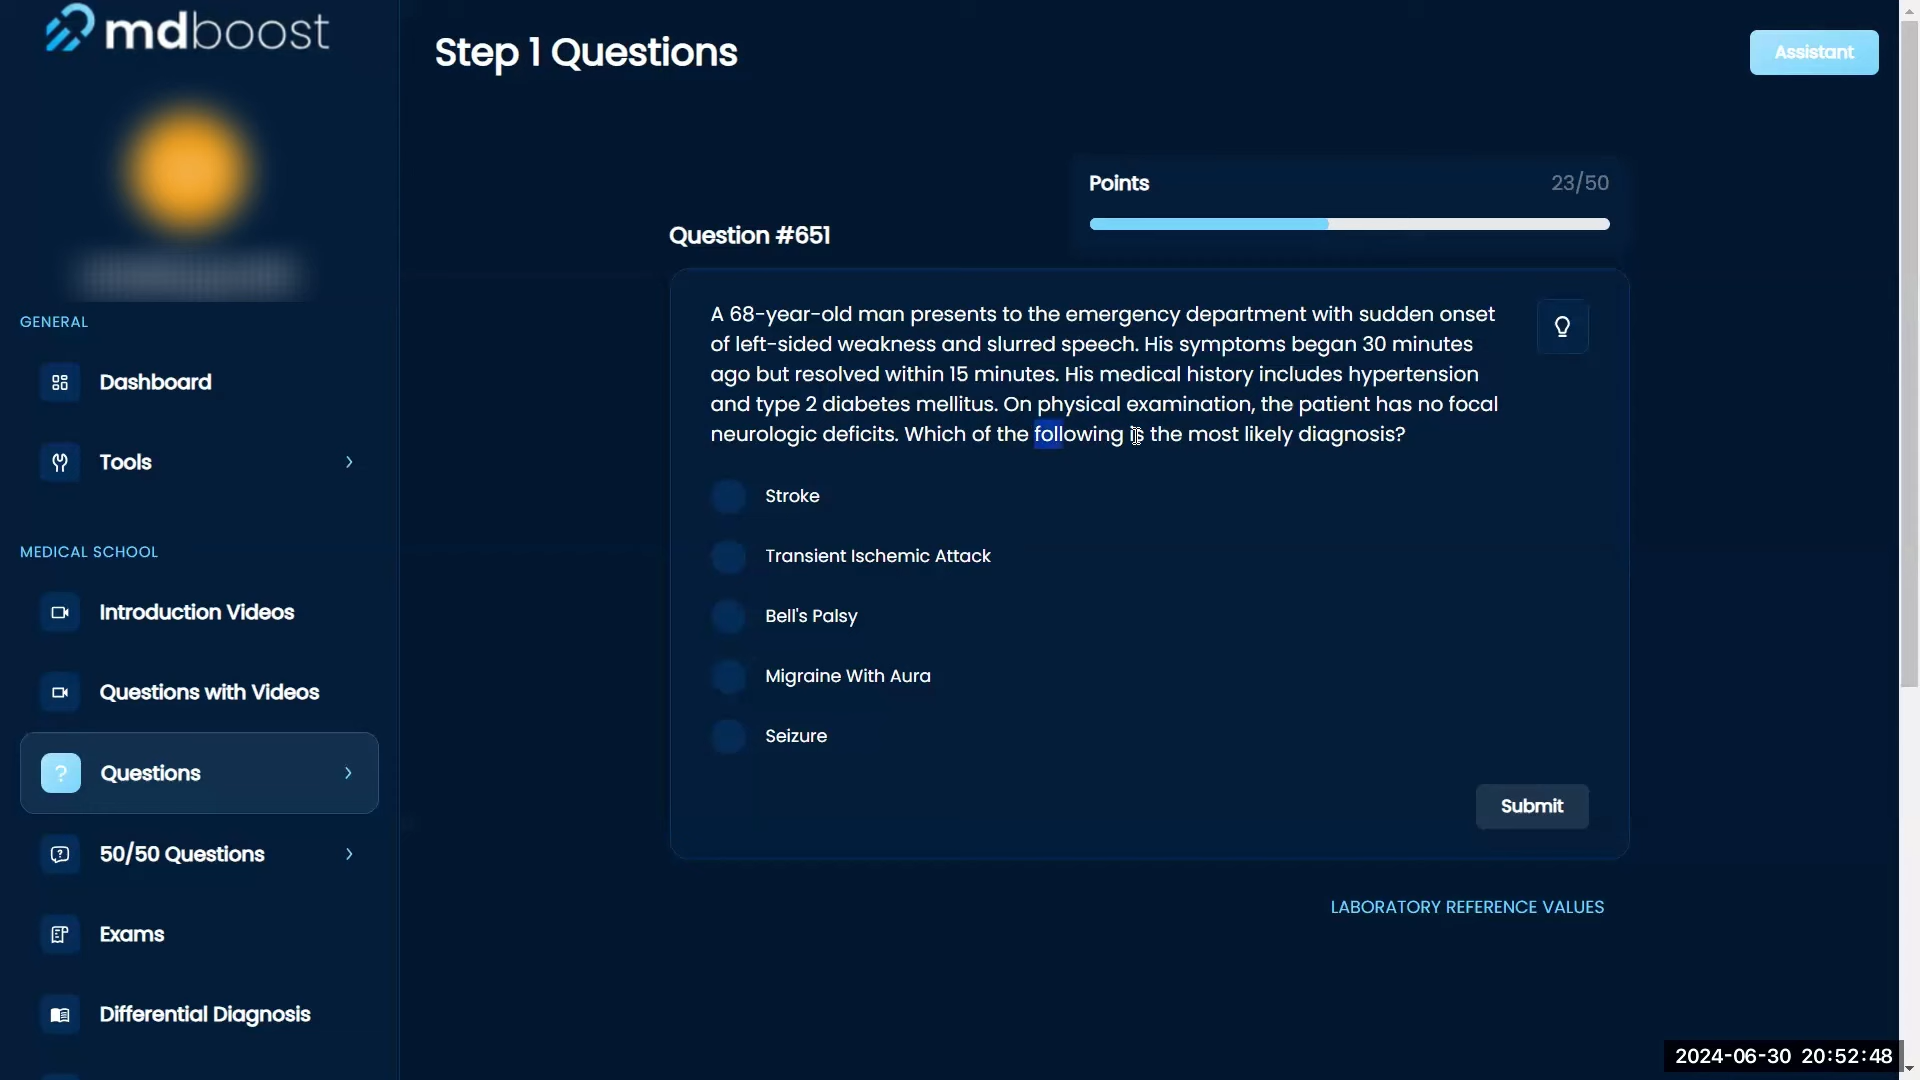 mdboost
Step 1 Questions
Assistant
Points
23/50
Question #651
A 68-year-old man presents to the emergency department with sudden onset
of left-sided weakness and slurred speech. His symptoms began 30 minutes
ago but resolved within 15 minutes. His medical history includes hypertension
and type 2 diabetes mellitus. On physical examination, the patient has no focal
neurologic deficits. Which of the following is the most likely diagnosis?
Stroke
Transient Ischemic Attack
Bell's Palsy
Migraine With Aura
Seizure
Submit
LABORATORY REFERENCE VALUES
GENERAL
Dashboard
Tools
MEDICAL SCHOOL
Introduction Videos
Questions with Videos
Questions
50/50 Questions
Exams
Differential Diagnosis
2024-06-30 20:52:48